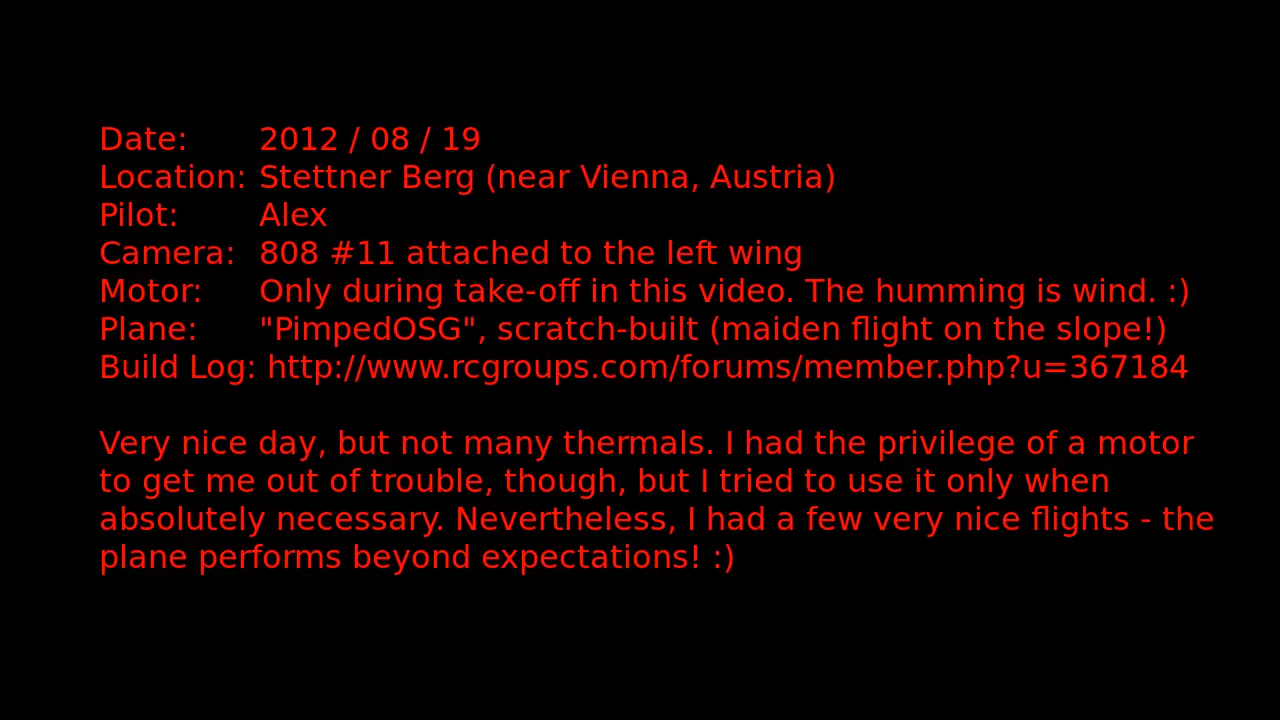 Date: 2012 / 08 / 19
Location: Stettner Berg (near Vienna, Austria)
Pilot: Alex
Camera: 808 #11 attached to the left wing
Motor: Only during take-off in this video. The humming is wind. :)
Plane: "PimpedOSG", scratch-built (maiden flight on the slope!)
Build Log: http://www.rcgroups.com/forums/member.php?u=367184
Very nice day, but not many thermals. I had the privilege of a motor
to get me out of trouble, though, but I tried to use it only when
absolutely necessary. Nevertheless, I had a few very nice flights - the
plane performs beyond expectations! :)